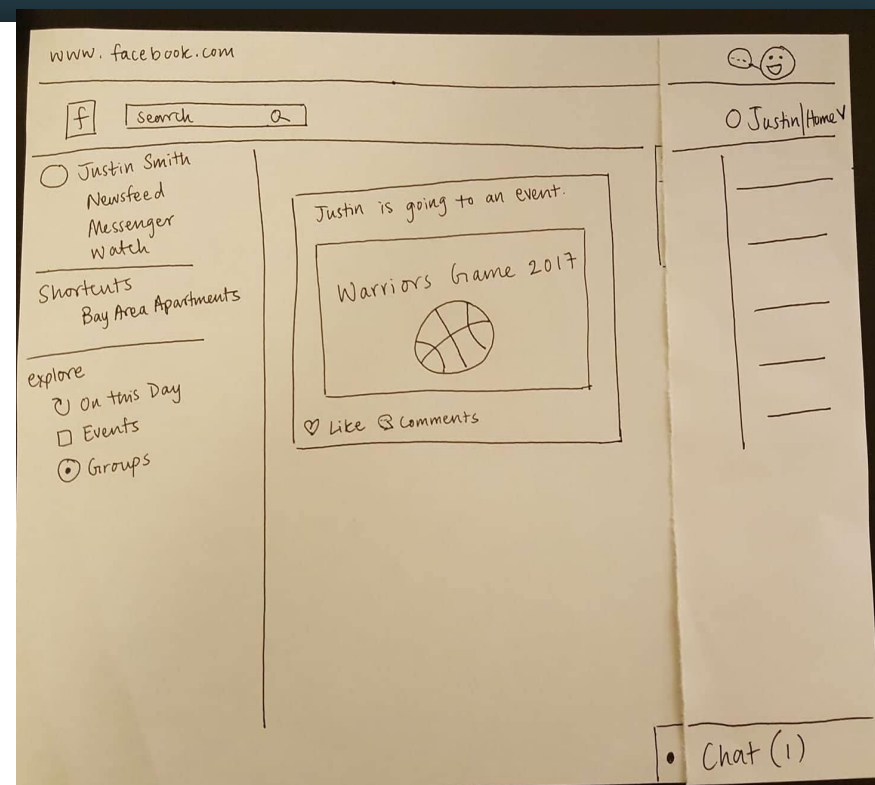 www.facebook.com
f
search
Justin|Home
Justin Smith
Newsfeed
Messenger
Watch
Shortcuts
Bay Area Apartments
explore
On this Day
Events
Groups
Justin is going to an event.
Warriors Game 2017
Like Comments
Chat (1)